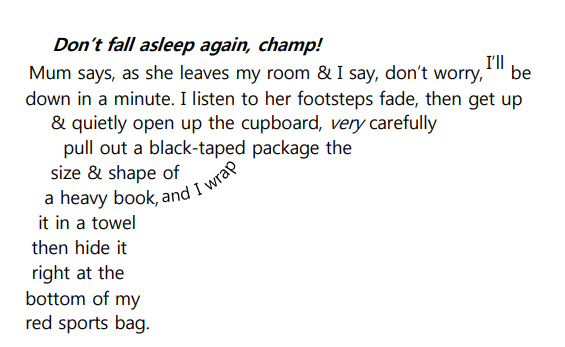 Don’t fall asleep again, champ!
Mum says, as she leaves my room & I say, don’t worry, I’ll be
down in a minute. I listen to her footsteps fade, then get up
& quietly open up the cupboard, very carefully
pull out a black-taped package the
size & shape of
a heavy book, and I wrap
it in a towel
then hide it
right at the
bottom of my
red sports bag.